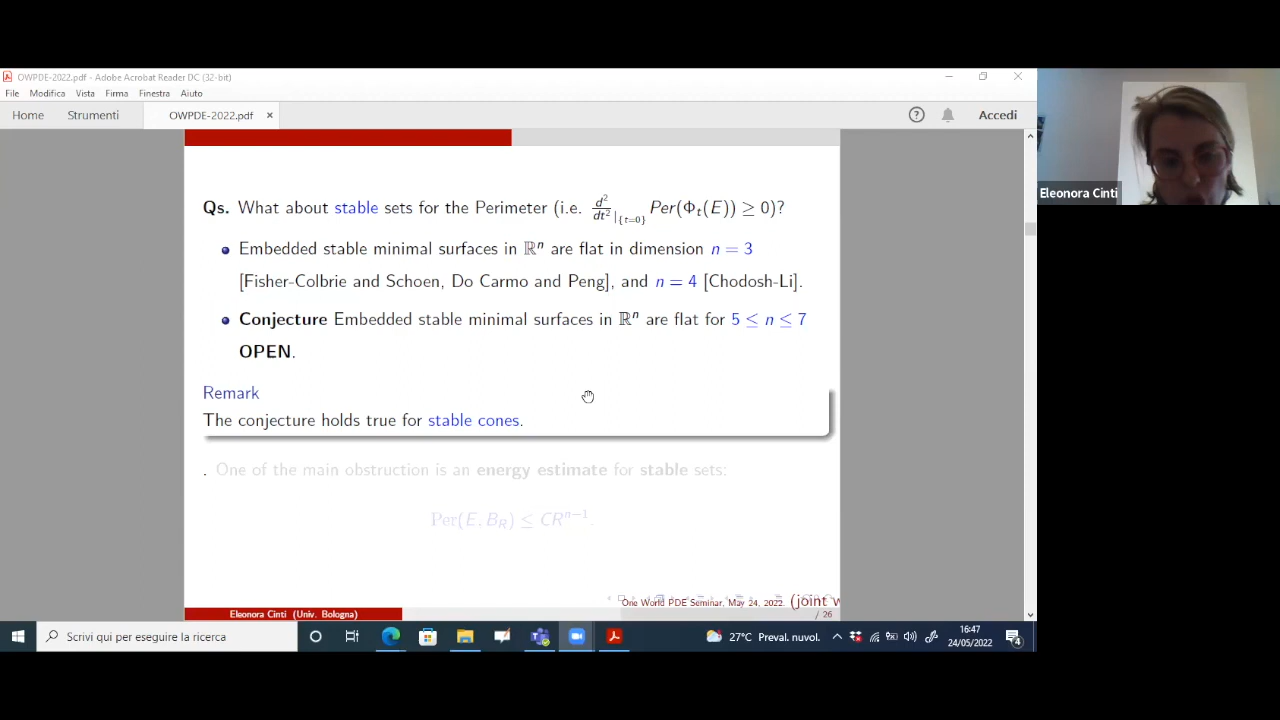 OWPDE-2022.pdf - Adobe Acrobat Reader DC (32-bit)
File Modifica Vista Firma Finestra Aiuto
Home Strumenti OWPDE-2022.pdf × Accedi
Eleonora Cinti
Qs. What about stable sets for the Perimeter (i.e. d²/dt² |{t=0} Per(Φ_t(E)) ≥ 0)?
Embedded stable minimal surfaces in ℝⁿ are flat in dimension n = 3
[Fisher-Colbrie and Schoen, Do Carmo and Peng], and n = 4 [Chodosh-Li].
Conjecture Embedded stable minimal surfaces in ℝⁿ are flat for 5 ≤ n ≤ 7
OPEN.
Remark
The conjecture holds true for stable cones.
. One of the main obstruction is an energy estimate for stable sets:
Per(E, B_R) ≤ CRⁿ⁻¹.
One World PDE Seminar, May 24, 2022. (joint w
Eleonora Cinti (Univ. Bologna) / 26
Scrivi qui per eseguire la ricerca 27°C Preval. nuvol. 16:47
24/05/2022 4